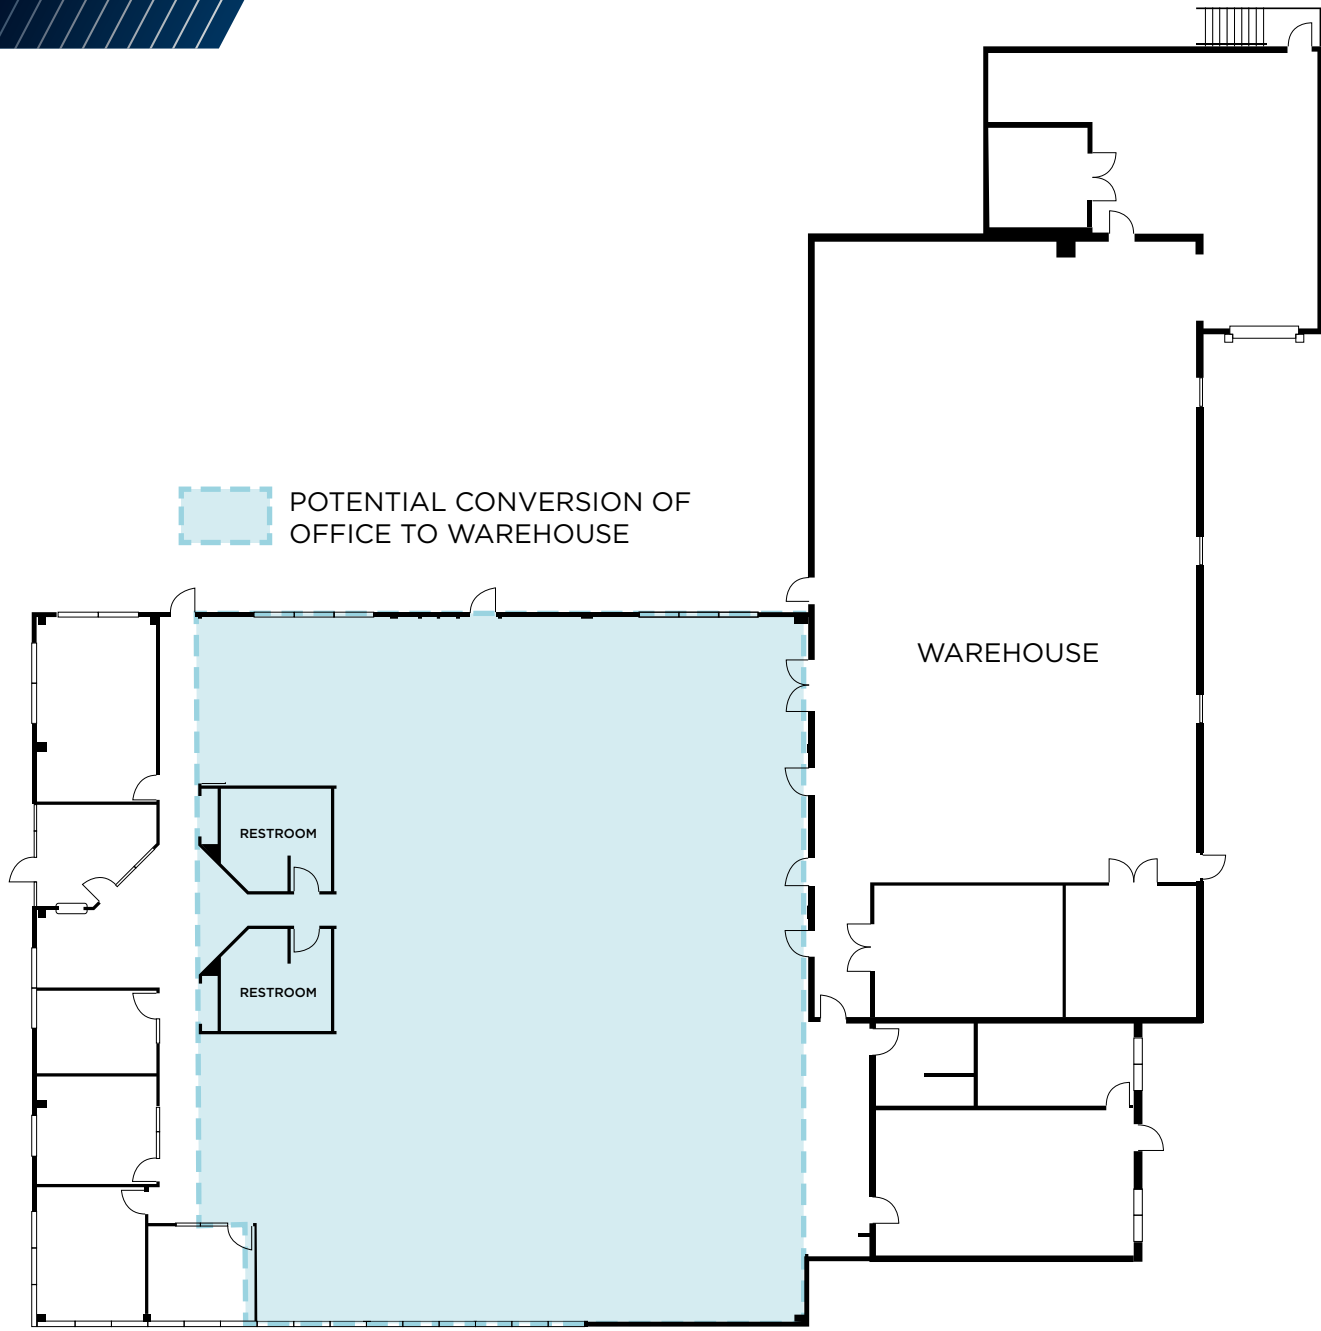 POTENTIAL CONVERSION OF
OFFICE TO WAREHOUSE
WAREHOUSE
RESTROOM
RESTROOM